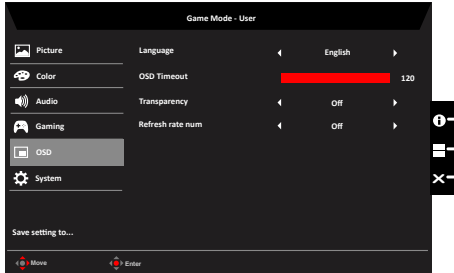 Game Mode - User
Picture
Language
English
Color
OSD Timeout
120
Audio
Transparency
Off
Gaming
Refresh rate num
Off
OSD
System
Save setting to...
Move
Enter